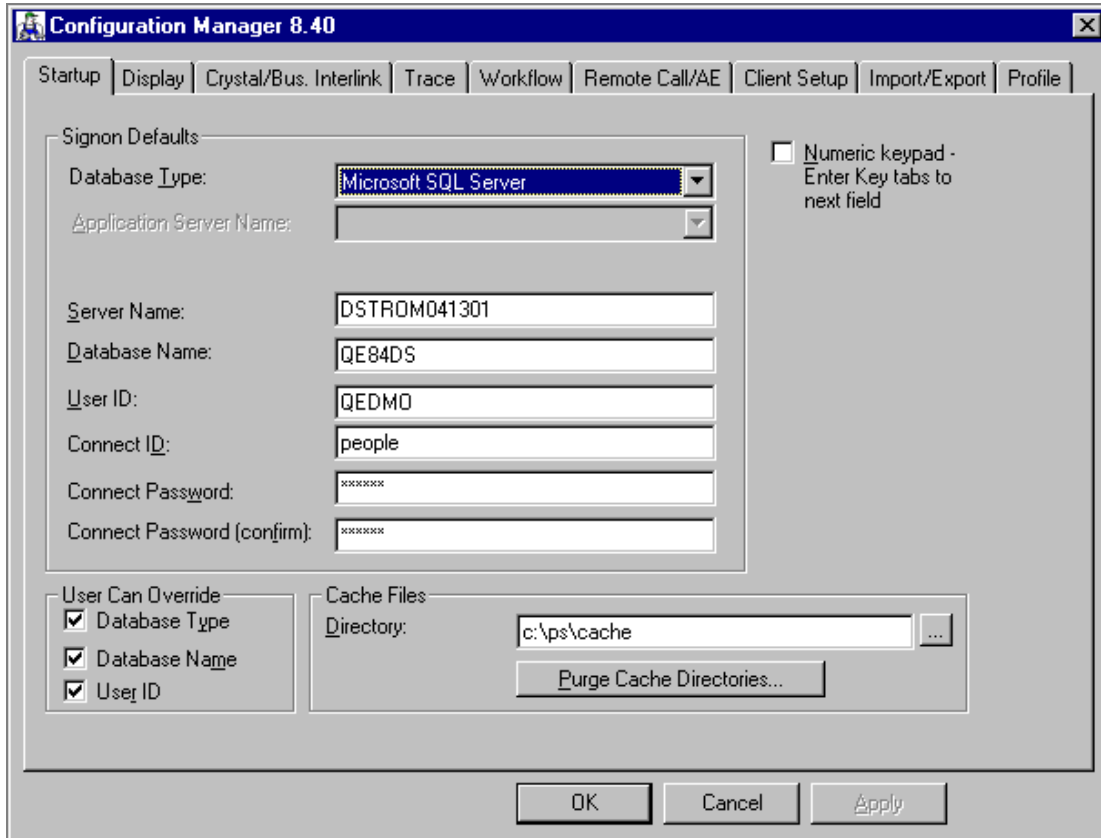 Configuration Manager 8.40
Startup Display Crystal/Bus. Interlink Trace Workflow Remote Call/AE Client Setup Import/Export Profile
Signon Defaults
Database Type: Microsoft SQL Server
Numeric keypad -
Enter Key tabs to
next field
Application Server Name:
Server Name: DSTROM041301
Database Name: QE84DS
User ID: QEDMO
Connect ID: people
Connect Password: ××××××
Connect Password (confirm): ××××××
User Can Override
Database Type
Database Name
User ID
Cache Files
Directory: c:\ps\cache ...
Purge Cache Directories...
OK Cancel Apply